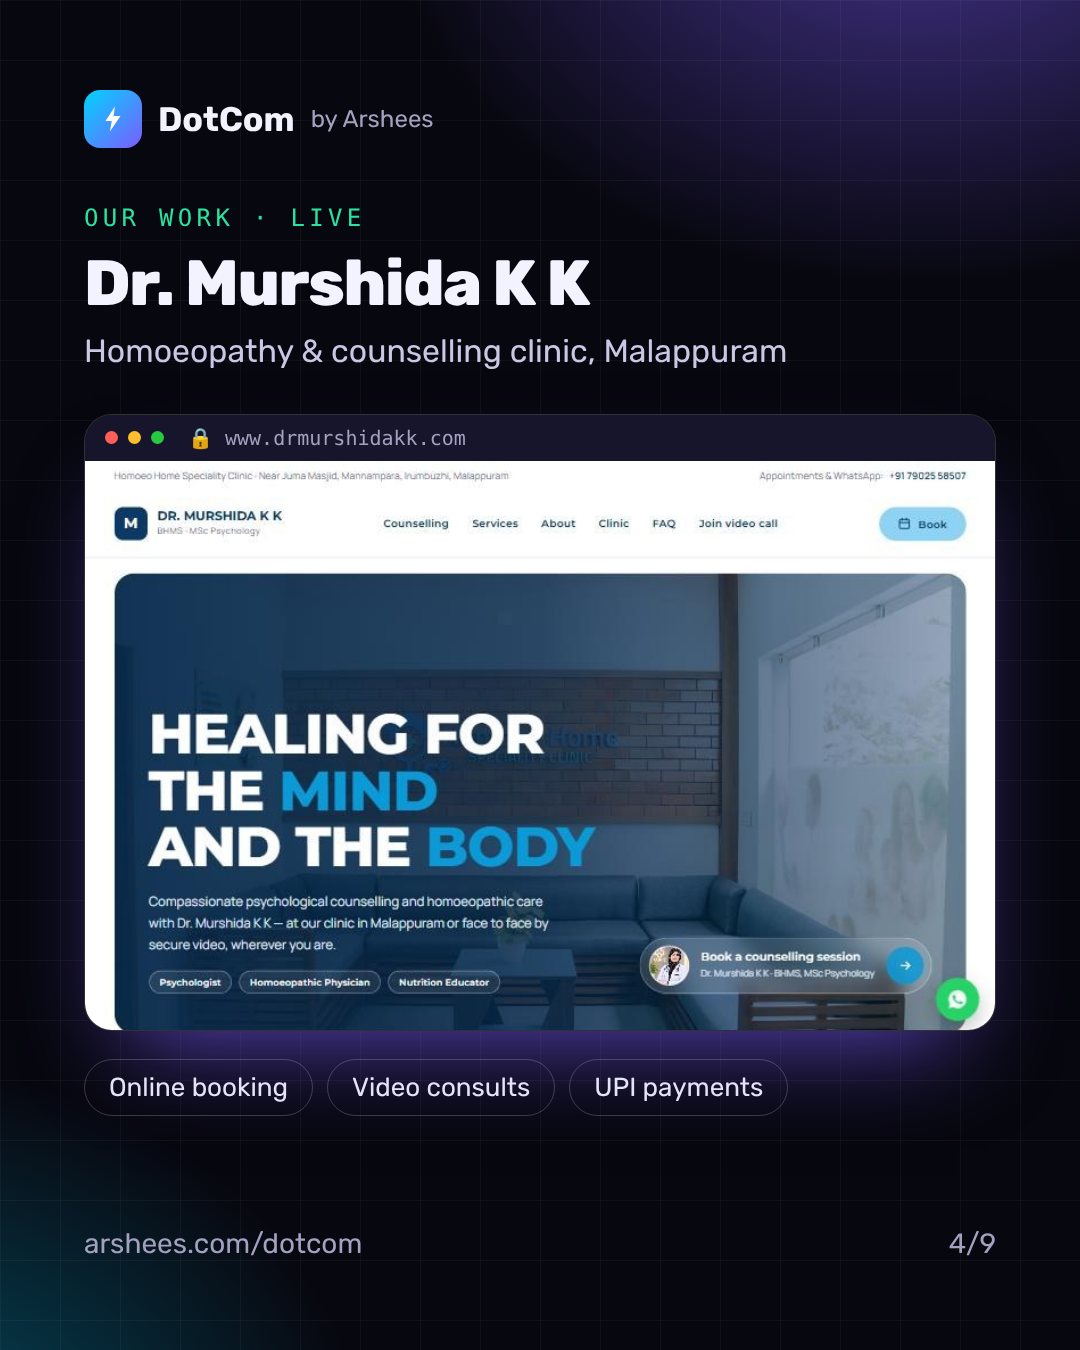 DotCom by Arshees
OUR WORK · LIVE
Dr. Murshida K K
Homoeopathy & counselling clinic, Malappuram
www.drmurshidakk.com
Homoeo Home Speciality Clinic · Near Juma Masjid, Mannampara, Irumbuzhi, Malappuram
Appointments & WhatsApp: +91 79025 58507
M
DR. MURSHIDA K K
BHMS · MSc Psychology
Counselling Services About Clinic FAQ Join video call
Book
HEALING FOR
THE MIND
AND THE BODY
Home
SPECIALITY CLINIC
Compassionate psychological counselling and homoeopathic care
with Dr. Murshida K K — at our clinic in Malappuram or face to face by
secure video, wherever you are.
Psychologist Homoeopathic Physician Nutrition Educator
Book a counselling session
Dr. Murshida K K · BHMS, MSc Psychology
Online booking Video consults UPI payments
arshees.com/dotcom
4/9